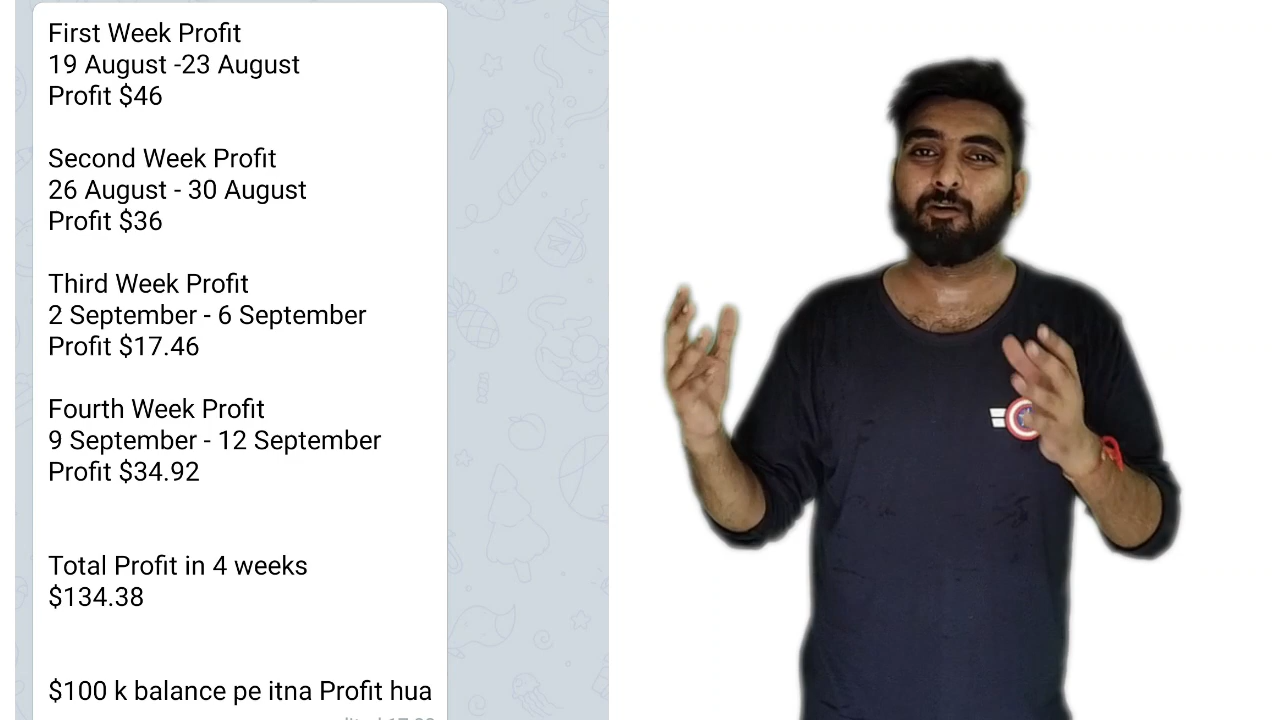 First Week Profit
19 August -23 August
Profit $46
Second Week Profit
26 August - 30 August
Profit $36
Third Week Profit
2 September - 6 September
Profit $17.46
Fourth Week Profit
9 September - 12 September
Profit $34.92
Total Profit in 4 weeks
$134.38
$100 k balance pe itna Profit hua